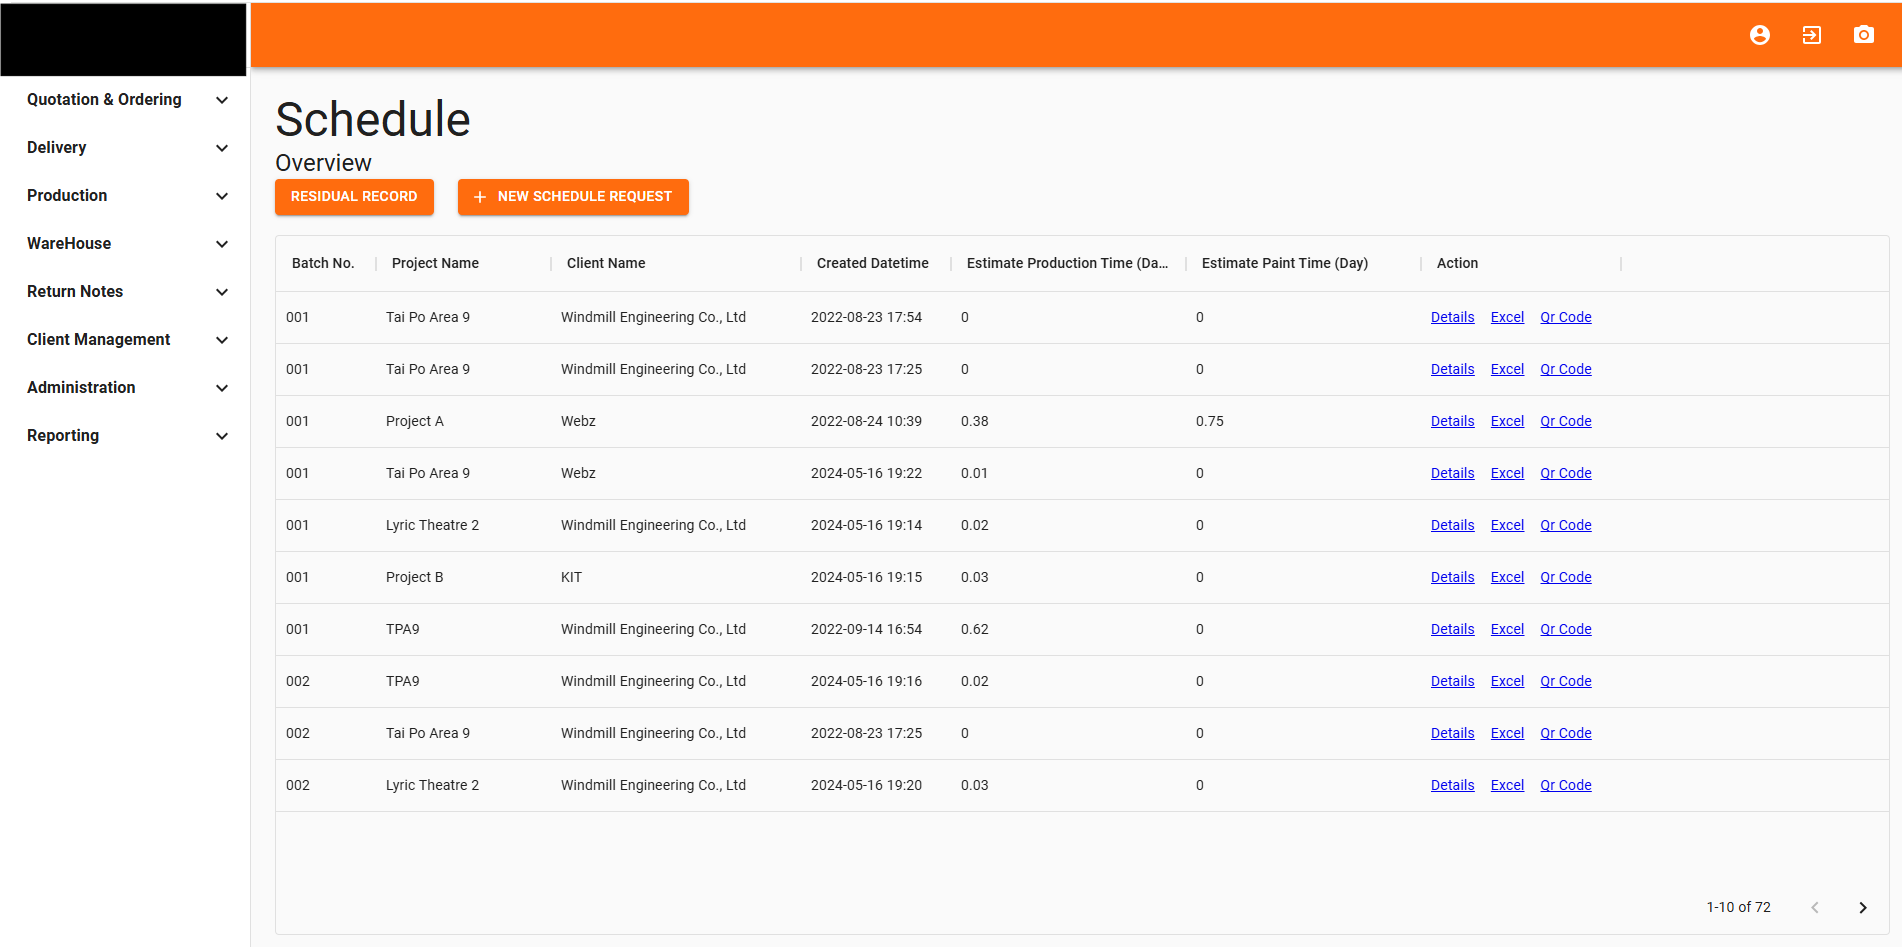 Quotation & Ordering
Delivery
Production
WareHouse
Return Notes
Client Management
Administration
Reporting
Schedule
Overview
RESIDUAL RECORD NEW SCHEDULE REQUEST
Batch No. Project Name Client Name Created Datetime Estimate Production Time (Da... Estimate Paint Time (Day) Action
001 Tai Po Area 9 Windmill Engineering Co., Ltd 2022-08-23 17:54 0 0 Details Excel Qr Code
001 Tai Po Area 9 Windmill Engineering Co., Ltd 2022-08-23 17:25 0 0 Details Excel Qr Code
001 Project A Webz 2022-08-24 10:39 0.38 0.75 Details Excel Qr Code
001 Tai Po Area 9 Webz 2024-05-16 19:22 0.01 0 Details Excel Qr Code
001 Lyric Theatre 2 Windmill Engineering Co., Ltd 2024-05-16 19:14 0.02 0 Details Excel Qr Code
001 Project B KIT 2024-05-16 19:15 0.03 0 Details Excel Qr Code
001 TPA9 Windmill Engineering Co., Ltd 2022-09-14 16:54 0.62 0 Details Excel Qr Code
002 TPA9 Windmill Engineering Co., Ltd 2024-05-16 19:16 0.02 0 Details Excel Qr Code
002 Tai Po Area 9 Windmill Engineering Co., Ltd 2022-08-23 17:25 0 0 Details Excel Qr Code
002 Lyric Theatre 2 Windmill Engineering Co., Ltd 2024-05-16 19:20 0.03 0 Details Excel Qr Code
1-10 of 72